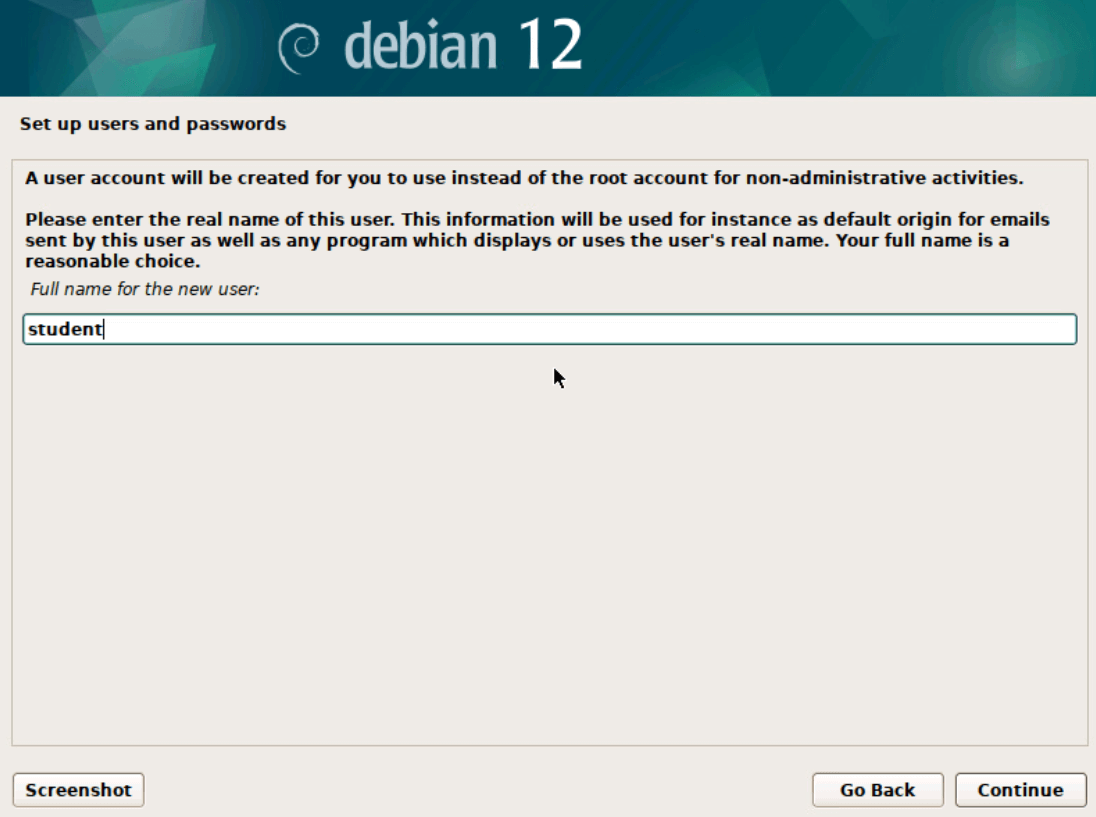 debian 12
Set up users and passwords
A user account will be created for you to use instead of the root account for non-administrative activities.
Please enter the real name of this user. This information will be used for instance as default origin for emails
sent by this user as well as any program which displays or uses the user's real name. Your full name is a
reasonable choice.
Full name for the new user:
student
Screenshot
Go Back
Continue